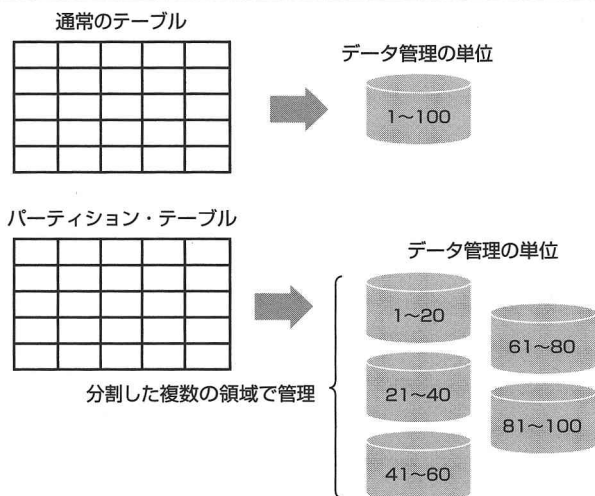 通常のテーブル
データ管理の単位
1〜100
パーティション・テーブル
データ管理の単位
1〜20
61〜80
分割した複数の領域で管理
21〜40
81〜100
41〜60